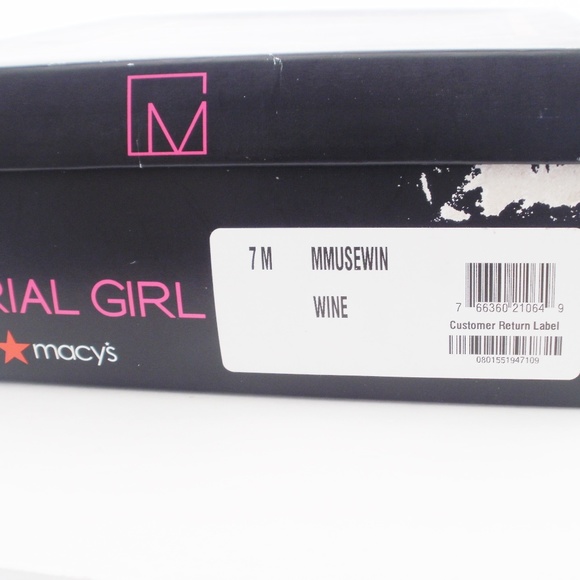 M
7 M MMUSEWIN
WINE
7 66360 21064 9
Customer Return Label
0801551947109
RIAL GIRL
macy's